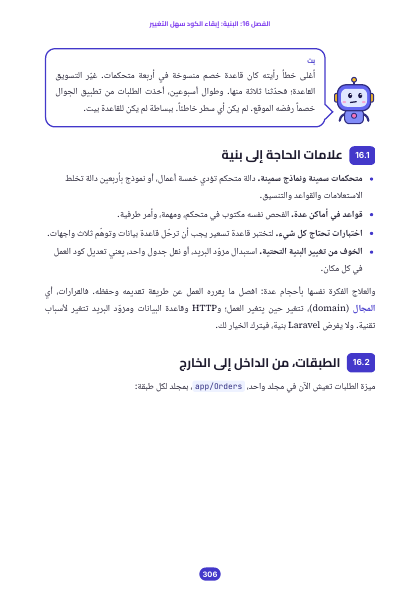 الفصل 16: البنية: إبقاء الكود سهل التغيير
بت
أغلى خطأ رأيته كان قاعدة خصم منسوخة في أربعة متحكمات. غيّر التسويق
القاعدة؛ فحدّثنا ثلاثة منها. وطوال أسبوعين، أخذت الطلبات من تطبيق الجوال
خصماً رفضه الموقع. لم يكن أي سطر خاطئاً. ببساطة لم يكن للقاعدة بيت.
16.1 علامات الحاجة إلى بنية
• متحكمات سمينة ونماذج سمينة. دالة متحكم تؤدي خمسة أعمال، أو نموذج بأربعين دالة تخلط
الاستعلامات والقواعد والتنسيق.
• قواعد في أماكن عدة. الفحص نفسه مكتوب في متحكم، ومهمة، وأمر طرفية.
• اختبارات تحتاج كل شيء. لتختبر قاعدة تسعير يجب أن ترحّل قاعدة بيانات وتوهّم ثلاث واجهات.
• الخوف من تغيير البنية التحتية. استبدال مزوّد البريد، أو نقل جدول واحد، يعني تعديل كود العمل
في كل مكان.
والعلاج الفكرة نفسها بأحجام عدة: افصل ما يقرره العمل عن طريقة تقديمه وحفظه. فالقرارات، أي
المجال (domain)، تتغير حين يتغير العمل؛ وHTTP وقاعدة البيانات ومزوّد البريد تتغير لأسباب
تقنية. ولا يفرض Laravel بنية، فيترك الخيار لك.
16.2 الطبقات، من الداخل إلى الخارج
ميزة الطلبات تعيش الآن في مجلد واحد، app/Orders، بمجلد لكل طبقة:
306